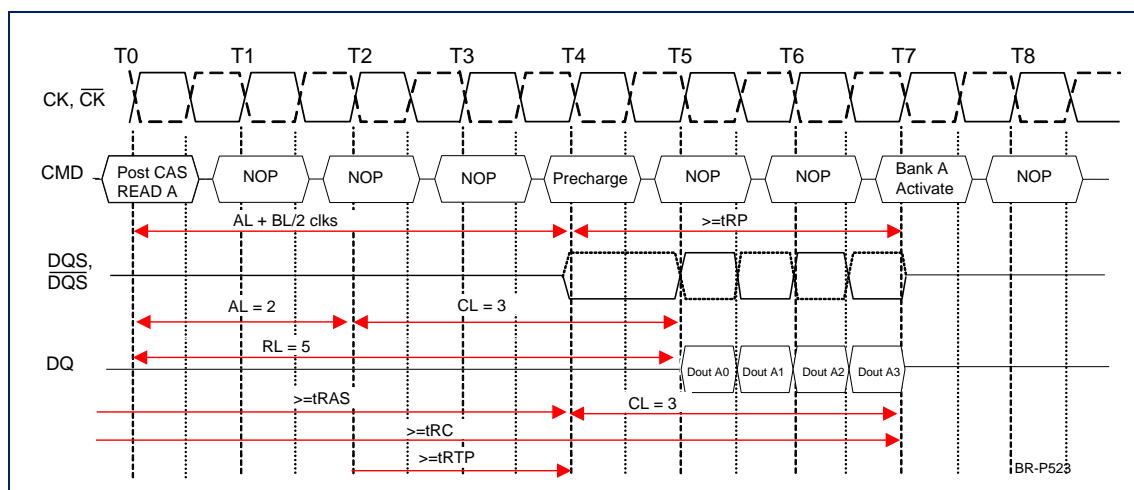 T0 T1 T2 T3 T4 T5 T6 T7 T8
CK, C̅K̅
CMD
Post CAS
READ A
NOP
NOP
NOP
Precharge
NOP
NOP
Bank A
Activate
NOP
AL + BL/2 clks
>=tRP
DQS,
D̅Q̅S̅
AL = 2
CL = 3
RL = 5
DQ
Dout A0
Dout A1
Dout A2
Dout A3
>=tRAS
CL = 3
>=tRC
>=tRTP
BR-P523